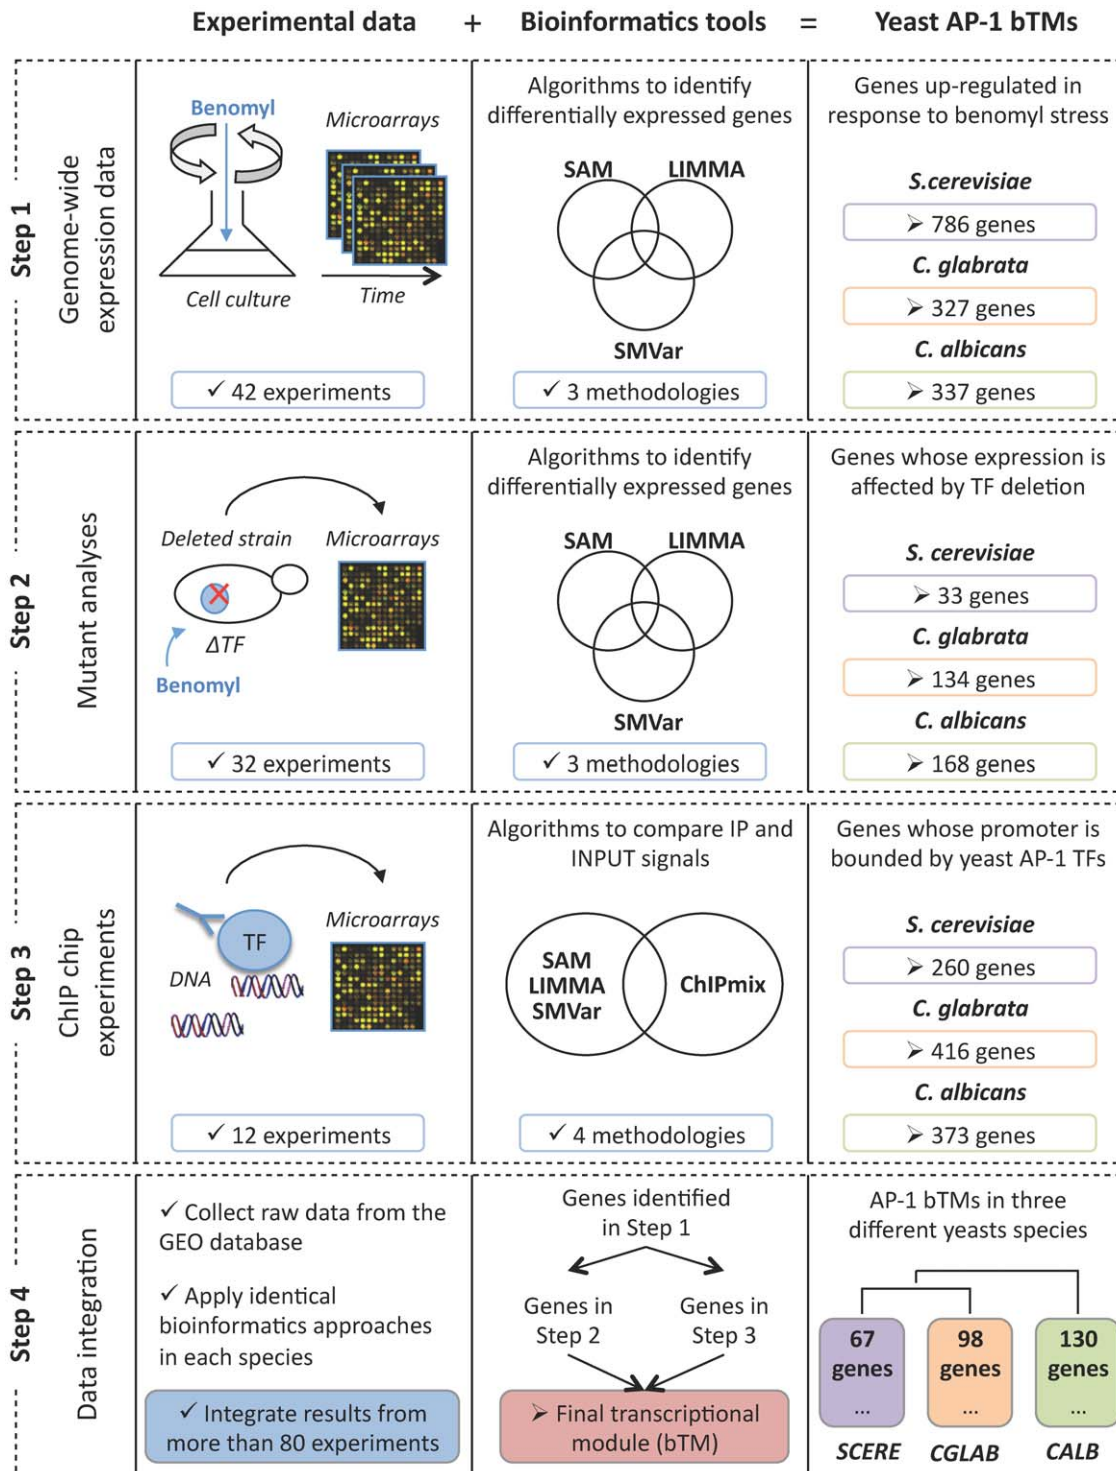 Experimental data + Bioinformatics tools = Yeast AP-1 bTMs
Step 1
Genome-wide
expression data
Benomyl
Microarrays
Cell culture
Time
✓ 42 experiments
Algorithms to identify
differentially expressed genes
SAM
LIMMA
SMVar
✓ 3 methodologies
Genes up-regulated in
response to benomyl stress
S.cerevisiae
➢ 786 genes
C. glabrata
➢ 327 genes
C. albicans
➢ 337 genes
Step 2
Mutant analyses
Deleted strain
Microarrays
ΔTF
Benomyl
✓ 32 experiments
Algorithms to identify
differentially expressed genes
SAM
LIMMA
SMVar
✓ 3 methodologies
Genes whose expression is
affected by TF deletion
S. cerevisiae
➢ 33 genes
C. glabrata
➢ 134 genes
C. albicans
➢ 168 genes
Step 3
ChIP chip
experiments
TF
Microarrays
DNA
✓ 12 experiments
Algorithms to compare IP and
INPUT signals
SAM
LIMMA
SMVar
ChIPmix
✓ 4 methodologies
Genes whose promoter is
bounded by yeast AP-1 TFs
S. cerevisiae
➢ 260 genes
C. glabrata
➢ 416 genes
C. albicans
➢ 373 genes
Step 4
Data integration
✓ Collect raw data from the
GEO database
✓ Apply identical
bioinformatics approaches
in each species
✓ Integrate results from
more than 80 experiments
Genes identified
in Step 1
Genes in
Step 2
Genes in
Step 3
➢ Final transcriptional
module (bTM)
AP-1 bTMs in three
different yeasts species
67
genes
...
98
genes
...
130
genes
...
SCERE
CGLAB
CALB